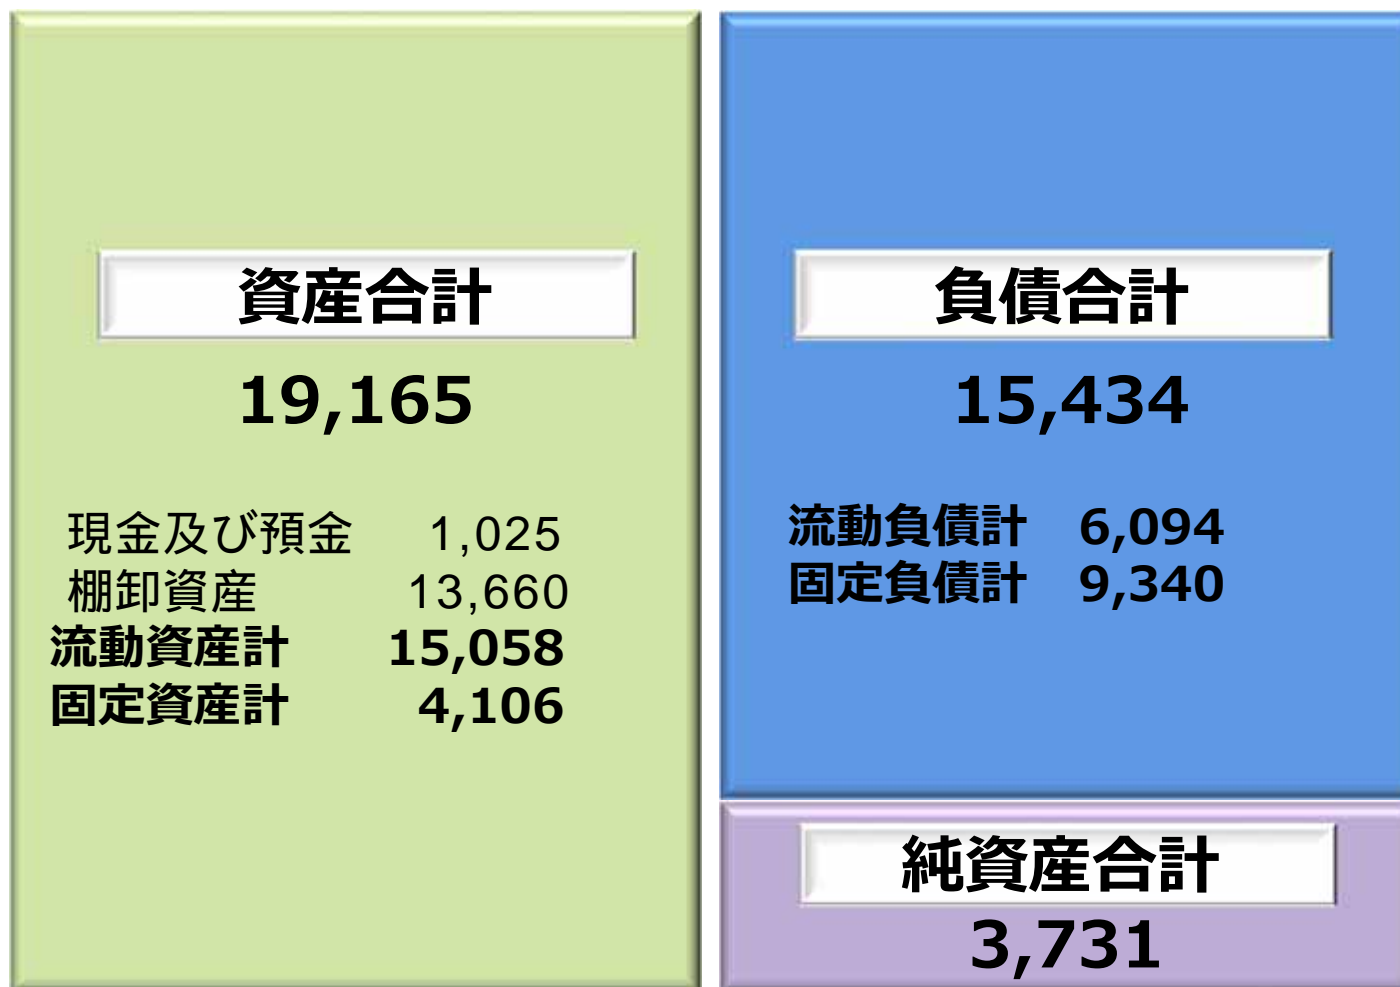 資産合計
19,165
現金及び預金 1,025
棚卸資産 13,660
流動資産計 15,058
固定資産計 4,106
負債合計
15,434
流動負債計 6,094
固定負債計 9,340
純資産合計
3,731